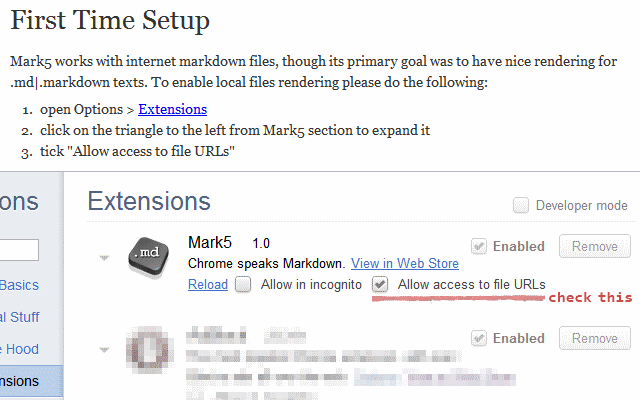 First Time Setup
Mark5 works with internet markdown files, though its primary goal was to have nice rendering for
.md|.markdown texts. To enable local files rendering please do the following:
1. open Options > Extensions
2. click on the triangle to the left from Mark5 section to expand it
3. tick "Allow access to file URLs"
ons
Extensions
Developer mode
.md
Mark5 1.0
Enabled
Remove
Chrome speaks Markdown. View in Web Store
Basics
Reload Allow in incognito Allow access to file URLs
check this
al Stuff
Enabled
Remove
e Hood
nsions